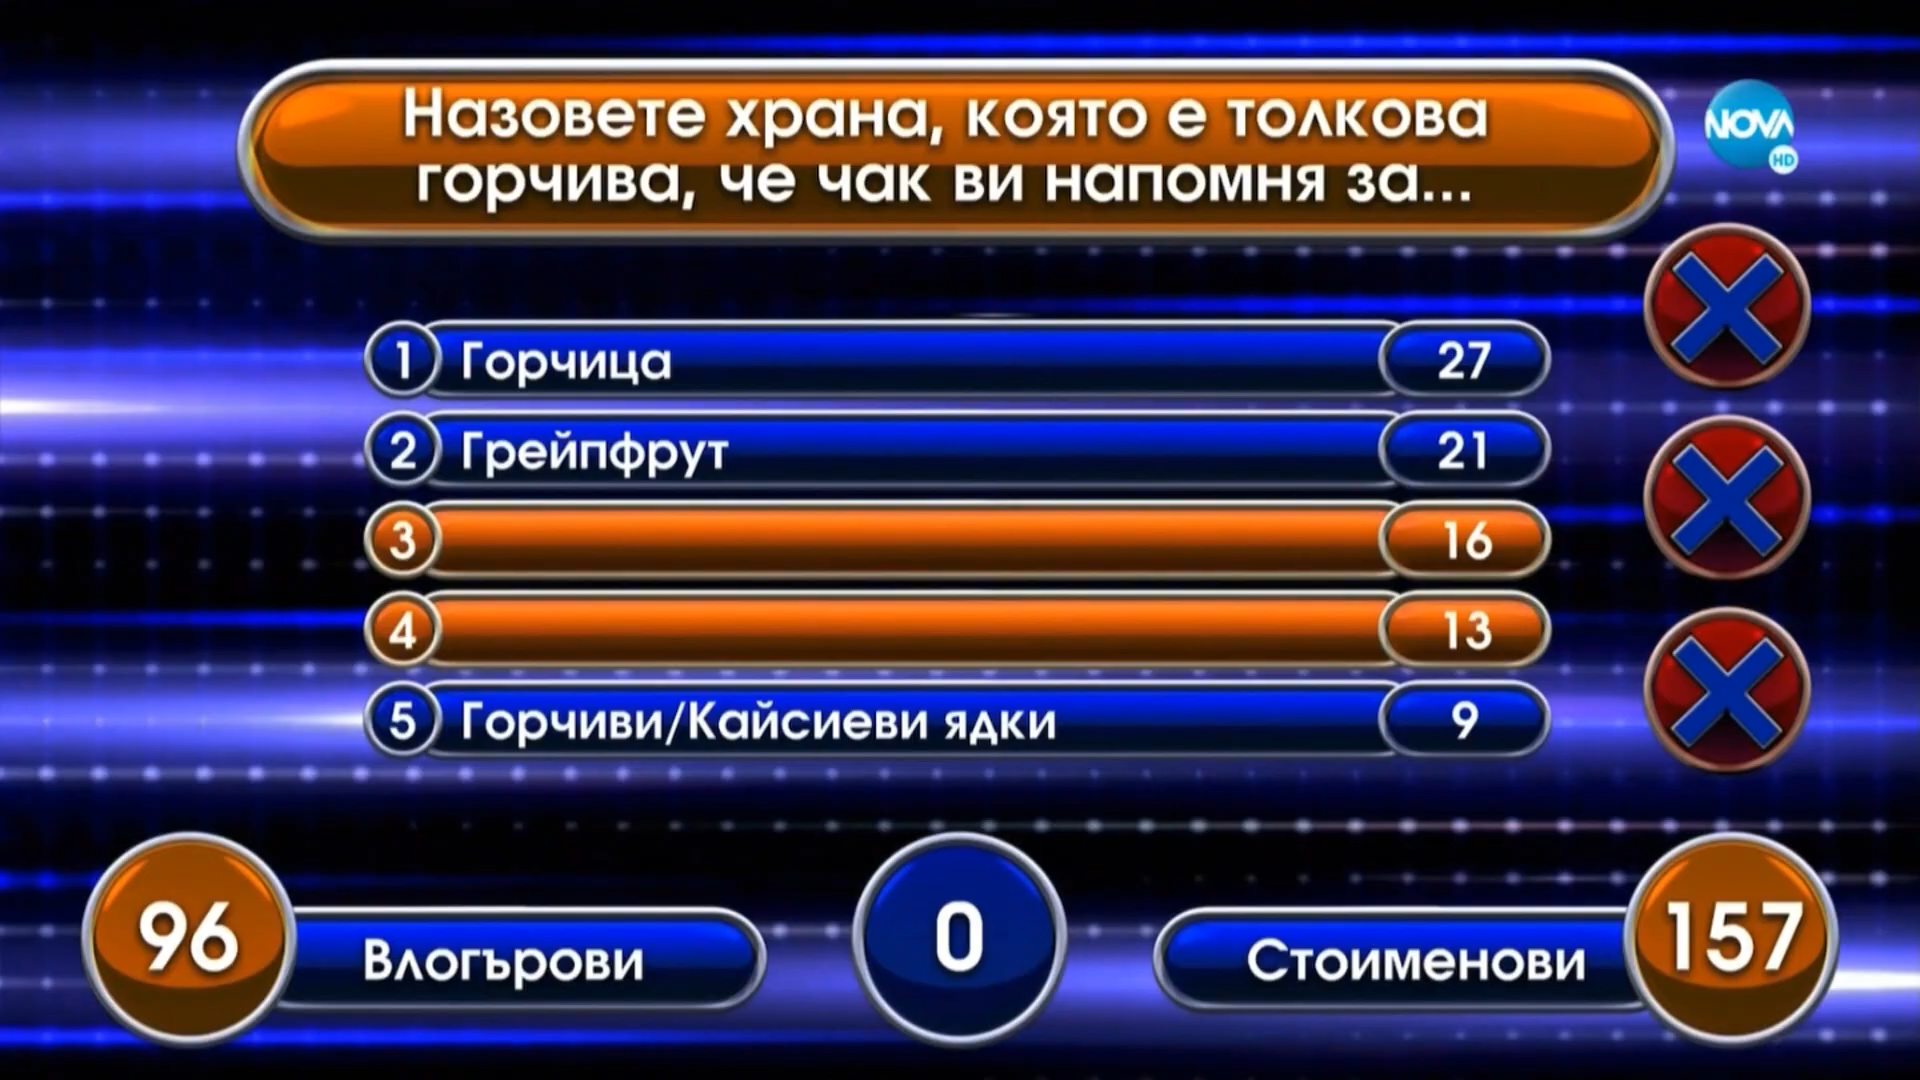 Назовете храна, която е толкова
горчива, че чак ви напомня за...
NOVA
HD
1 Горчица 27
2 Грейпфрут 21
3 16
4 13
5 Горчиви/Кайсиеви ядки 9
96 Влогърови 0 Стоименови 157